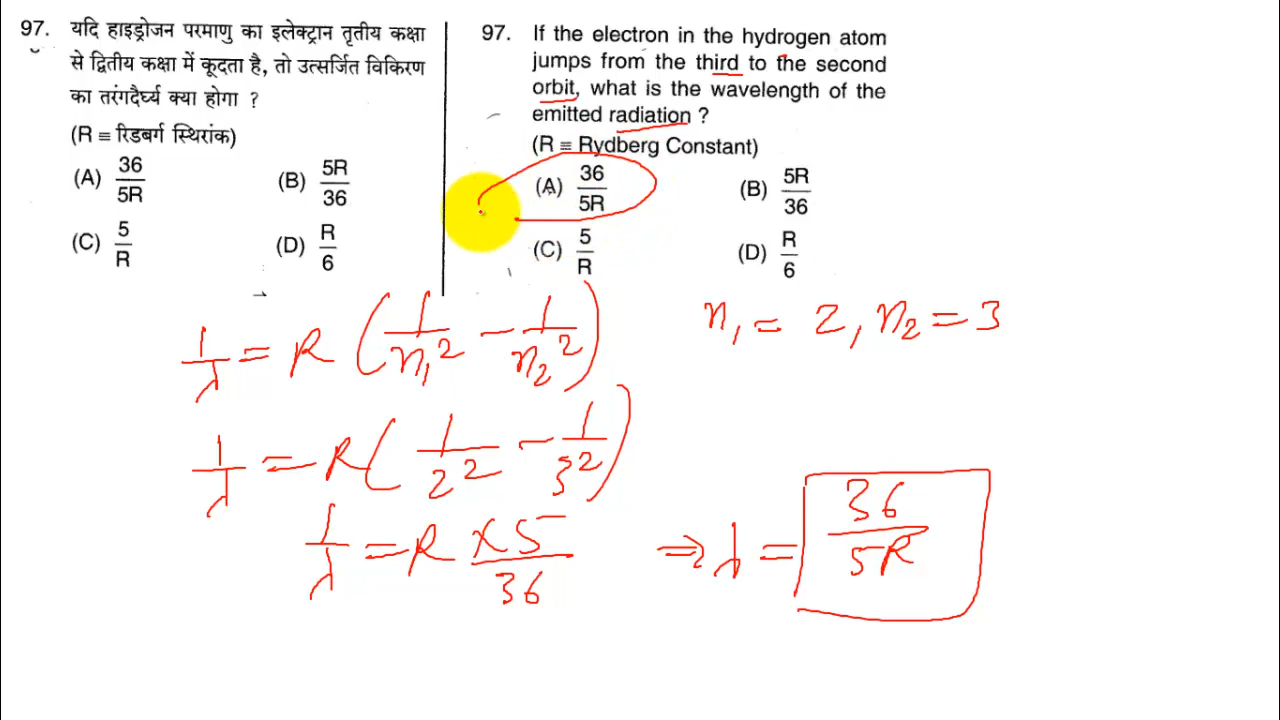 97. यदि हाइड्रोजन परमाणु का इलेक्ट्रान तृतीय कक्षा
से द्वितीय कक्षा में कूदता है, तो उत्सर्जित विकिरण
का तरंगदैर्घ्य क्या होगा ?
(R ≡ रिडबर्ग स्थिरांक)
(A) 36/5R (B) 5R/36
(C) 5/R (D) R/6
97. If the electron in the hydrogen atom
jumps from the third to the second
orbit, what is the wavelength of the
emitted radiation ?
(R ≡ Rydberg Constant)
(A) 36/5R (B) 5R/36
(C) 5/R (D) R/6
1/λ = R (1/n₁² − 1/n₂²)
n₁ = 2, n₂ = 3
1/λ = R (1/2² − 1/3²)
1/λ = R × 5/36 ⇒ λ = 36/5R